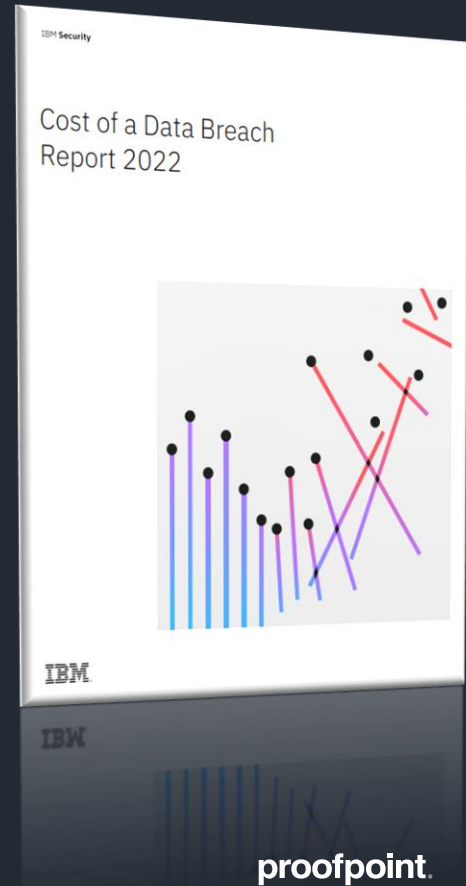 IBM Security
Cost of a Data Breach
Report 2022
IBM
IBM
proofpoint.